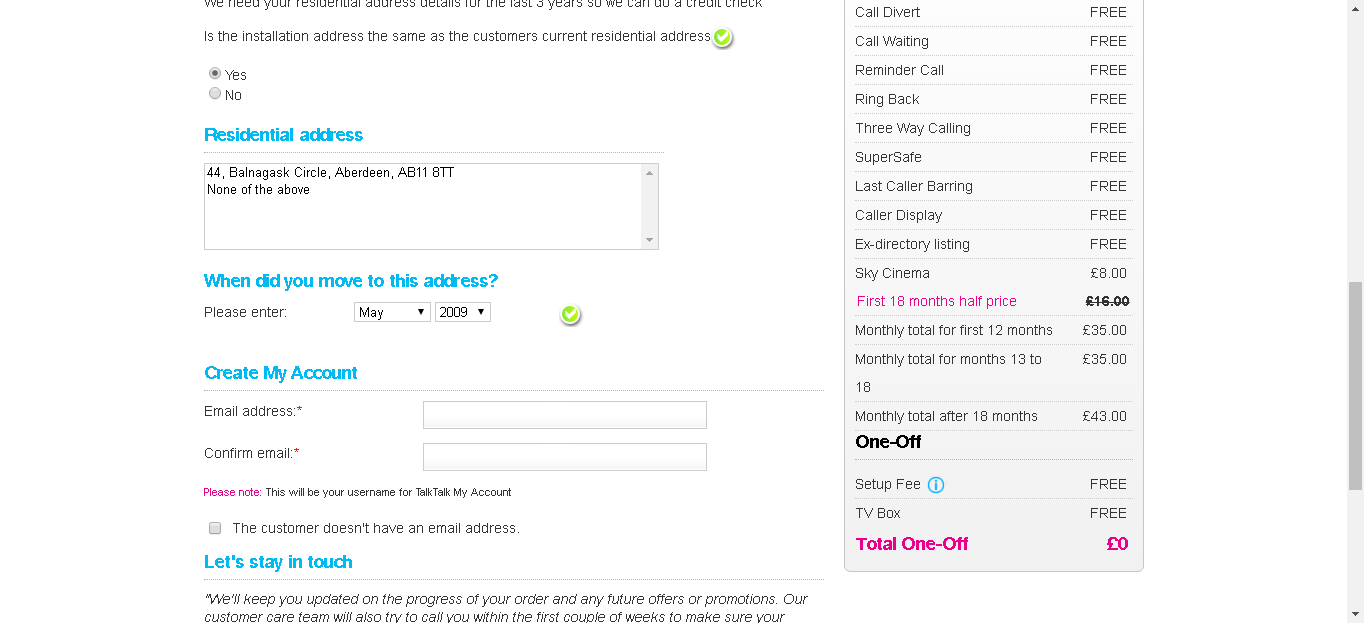 We need your residential address details for the last 3 years so we can do a credit check
Is the installation address the same as the customers current residential address
Yes
No
Residential address
44, Balnagask Circle, Aberdeen, AB11 8TT
None of the above
When did you move to this address?
Please enter: May 2009
Create My Account
Email address:*
Confirm email:*
Please note: This will be your username for TalkTalk My Account
The customer doesn't have an email address.
Let's stay in touch
"We'll keep you updated on the progress of your order and any future offers or promotions. Our
customer care team will also try to call you within the first couple of weeks to make sure your
Call Divert FREE
Call Waiting FREE
Reminder Call FREE
Ring Back FREE
Three Way Calling FREE
SuperSafe FREE
Last Caller Barring FREE
Caller Display FREE
Ex-directory listing FREE
Sky Cinema £8.00
First 18 months half price £16.00
Monthly total for first 12 months £35.00
Monthly total for months 13 to £35.00
18
Monthly total after 18 months £43.00
One-Off
Setup Fee FREE
TV Box FREE
Total One-Off £0